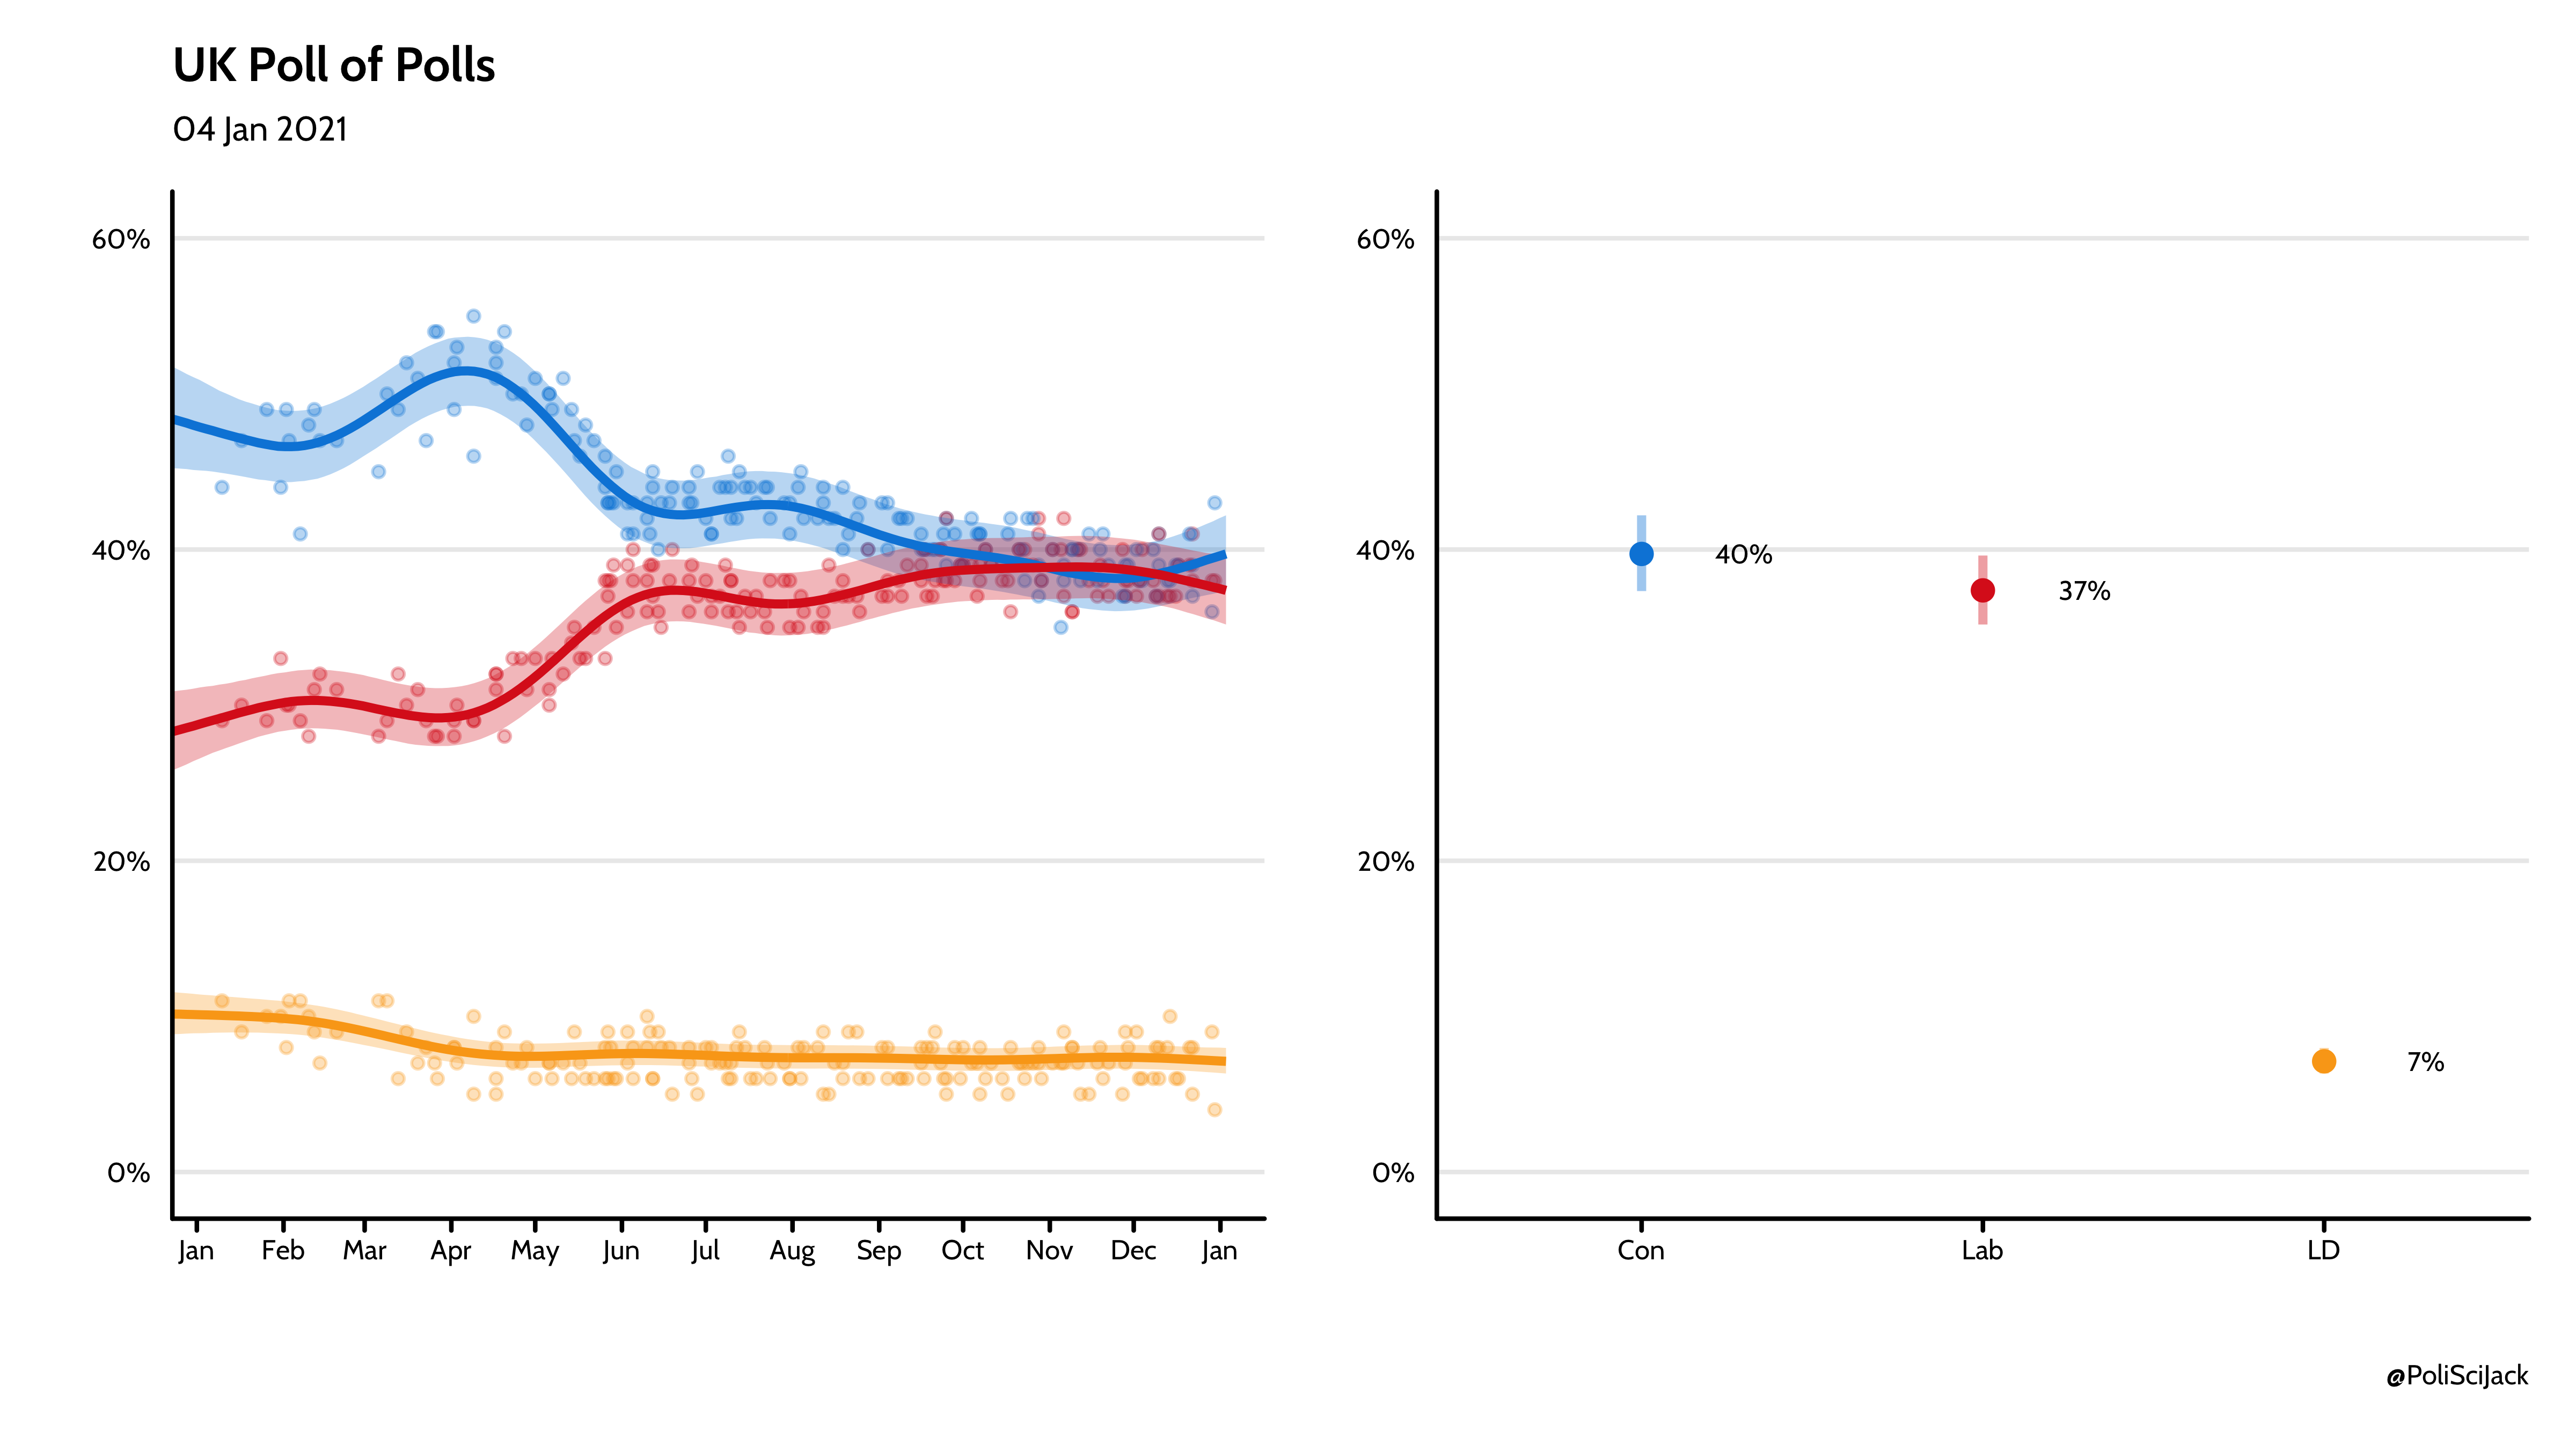 UK Poll of Polls
04 Jan 2021
60%
40%
20%
0%
Jan Feb Mar Apr May Jun Jul Aug Sep Oct Nov Dec Jan
60%
40%
20%
0%
40%
37%
7%
Con Lab LD
@PoliSciJack